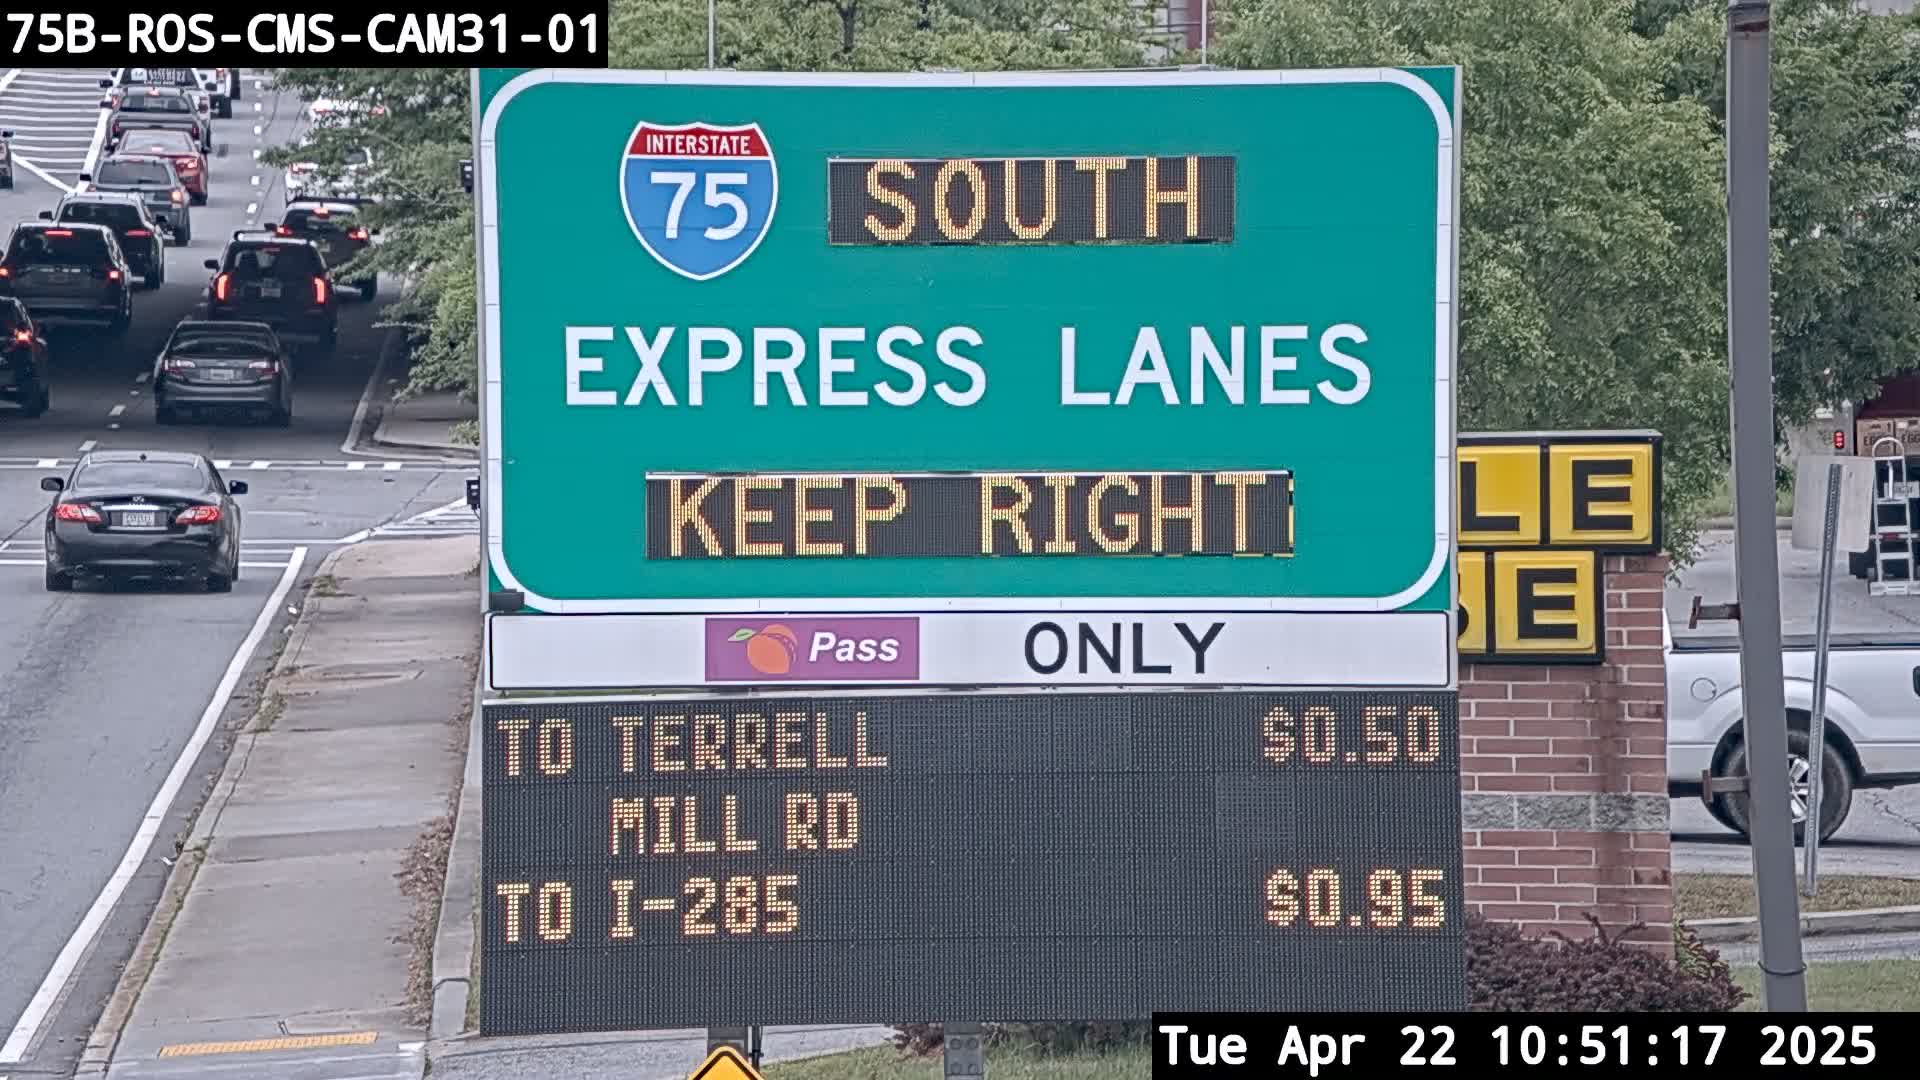 75B-ROS-CMS-CAM31-01
INTERSTATE
75
SOUTH
EXPRESS LANES
KEEP RIGHT
Pass ONLY
TO TERRELL $0.50
MILL RD
TO I-285 $0.95
LE
E
Tue Apr 22 10:51:17 2025